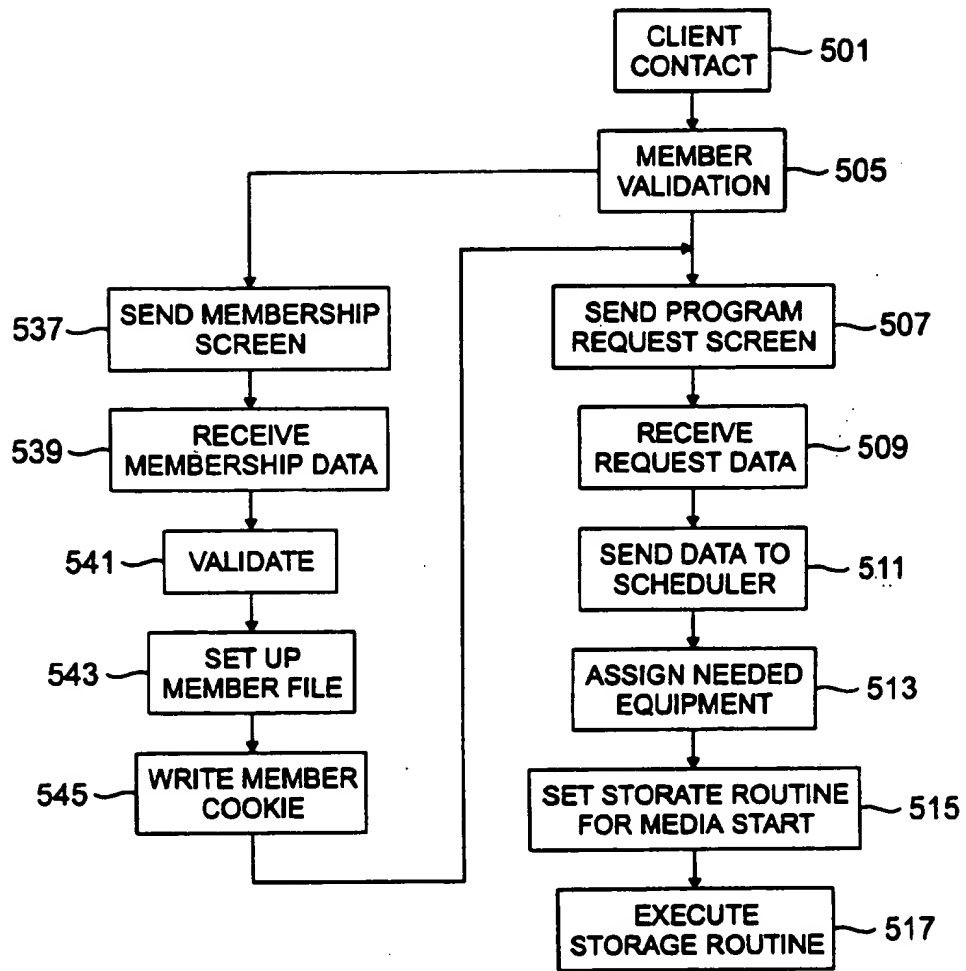 CLIENT
CONTACT
501
MEMBER
VALIDATION
505
537
SEND MEMBERSHIP
SCREEN
SEND PROGRAM
REQUEST SCREEN
507
539
RECEIVE
MEMBERSHIP DATA
RECEIVE
REQUEST DATA
509
541
VALIDATE
SEND DATA TO
SCHEDULER
511
543
SET UP
MEMBER FILE
ASSIGN NEEDED
EQUIPMENT
513
545
WRITE MEMBER
COOKIE
SET STORATE ROUTINE
FOR MEDIA START
515
EXECUTE
STORAGE ROUTINE
517